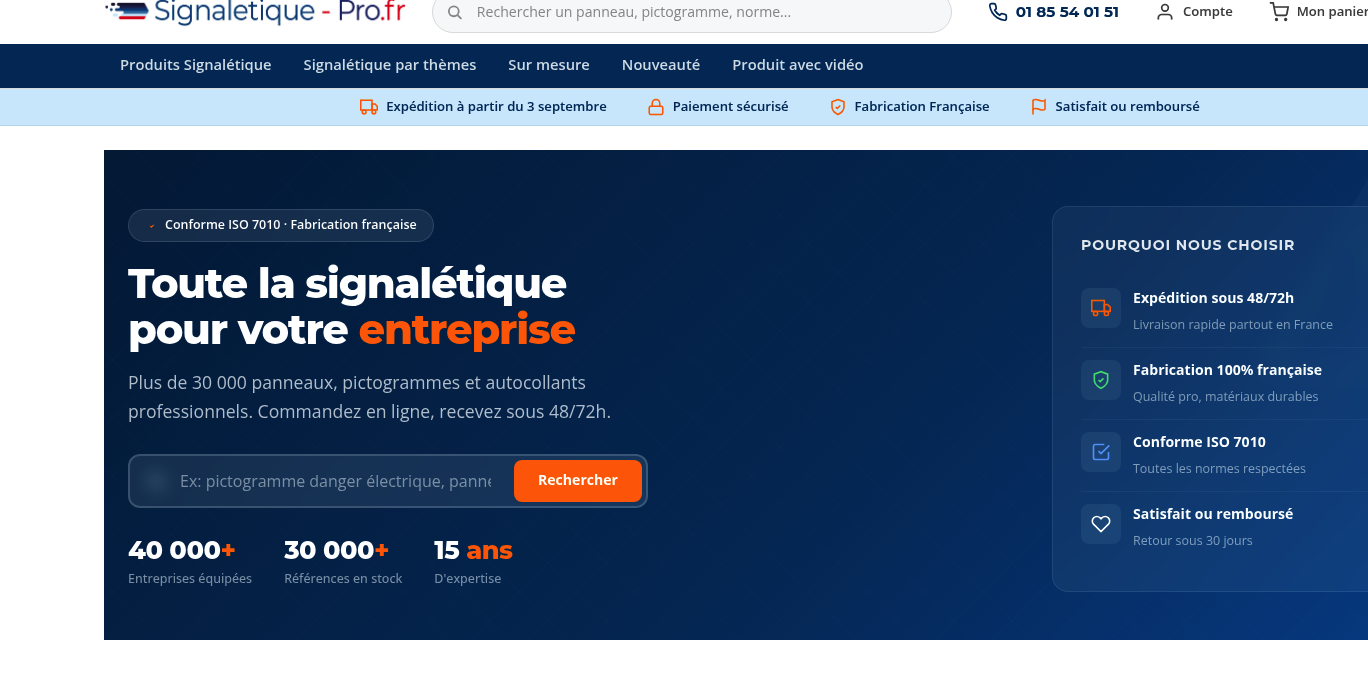 Signaletique - Pro.fr
Rechercher un panneau, pictogramme, norme...
01 85 54 01 51
Compte
Mon panier
Produits Signalétique
Signalétique par thèmes
Sur mesure
Nouveauté
Produit avec vidéo
Expédition à partir du 3 septembre
Paiement sécurisé
Fabrication Française
Satisfait ou remboursé
Conforme ISO 7010 · Fabrication française
Toute la signalétique
pour votre entreprise
Plus de 30 000 panneaux, pictogrammes et autocollants
professionnels. Commandez en ligne, recevez sous 48/72h.
Ex: pictogramme danger électrique, panne
Rechercher
40 000+
Entreprises équipées
30 000+
Références en stock
15 ans
D'expertise
POURQUOI NOUS CHOISIR
Expédition sous 48/72h
Livraison rapide partout en France
Fabrication 100% française
Qualité pro, matériaux durables
Conforme ISO 7010
Toutes les normes respectées
Satisfait ou remboursé
Retour sous 30 jours